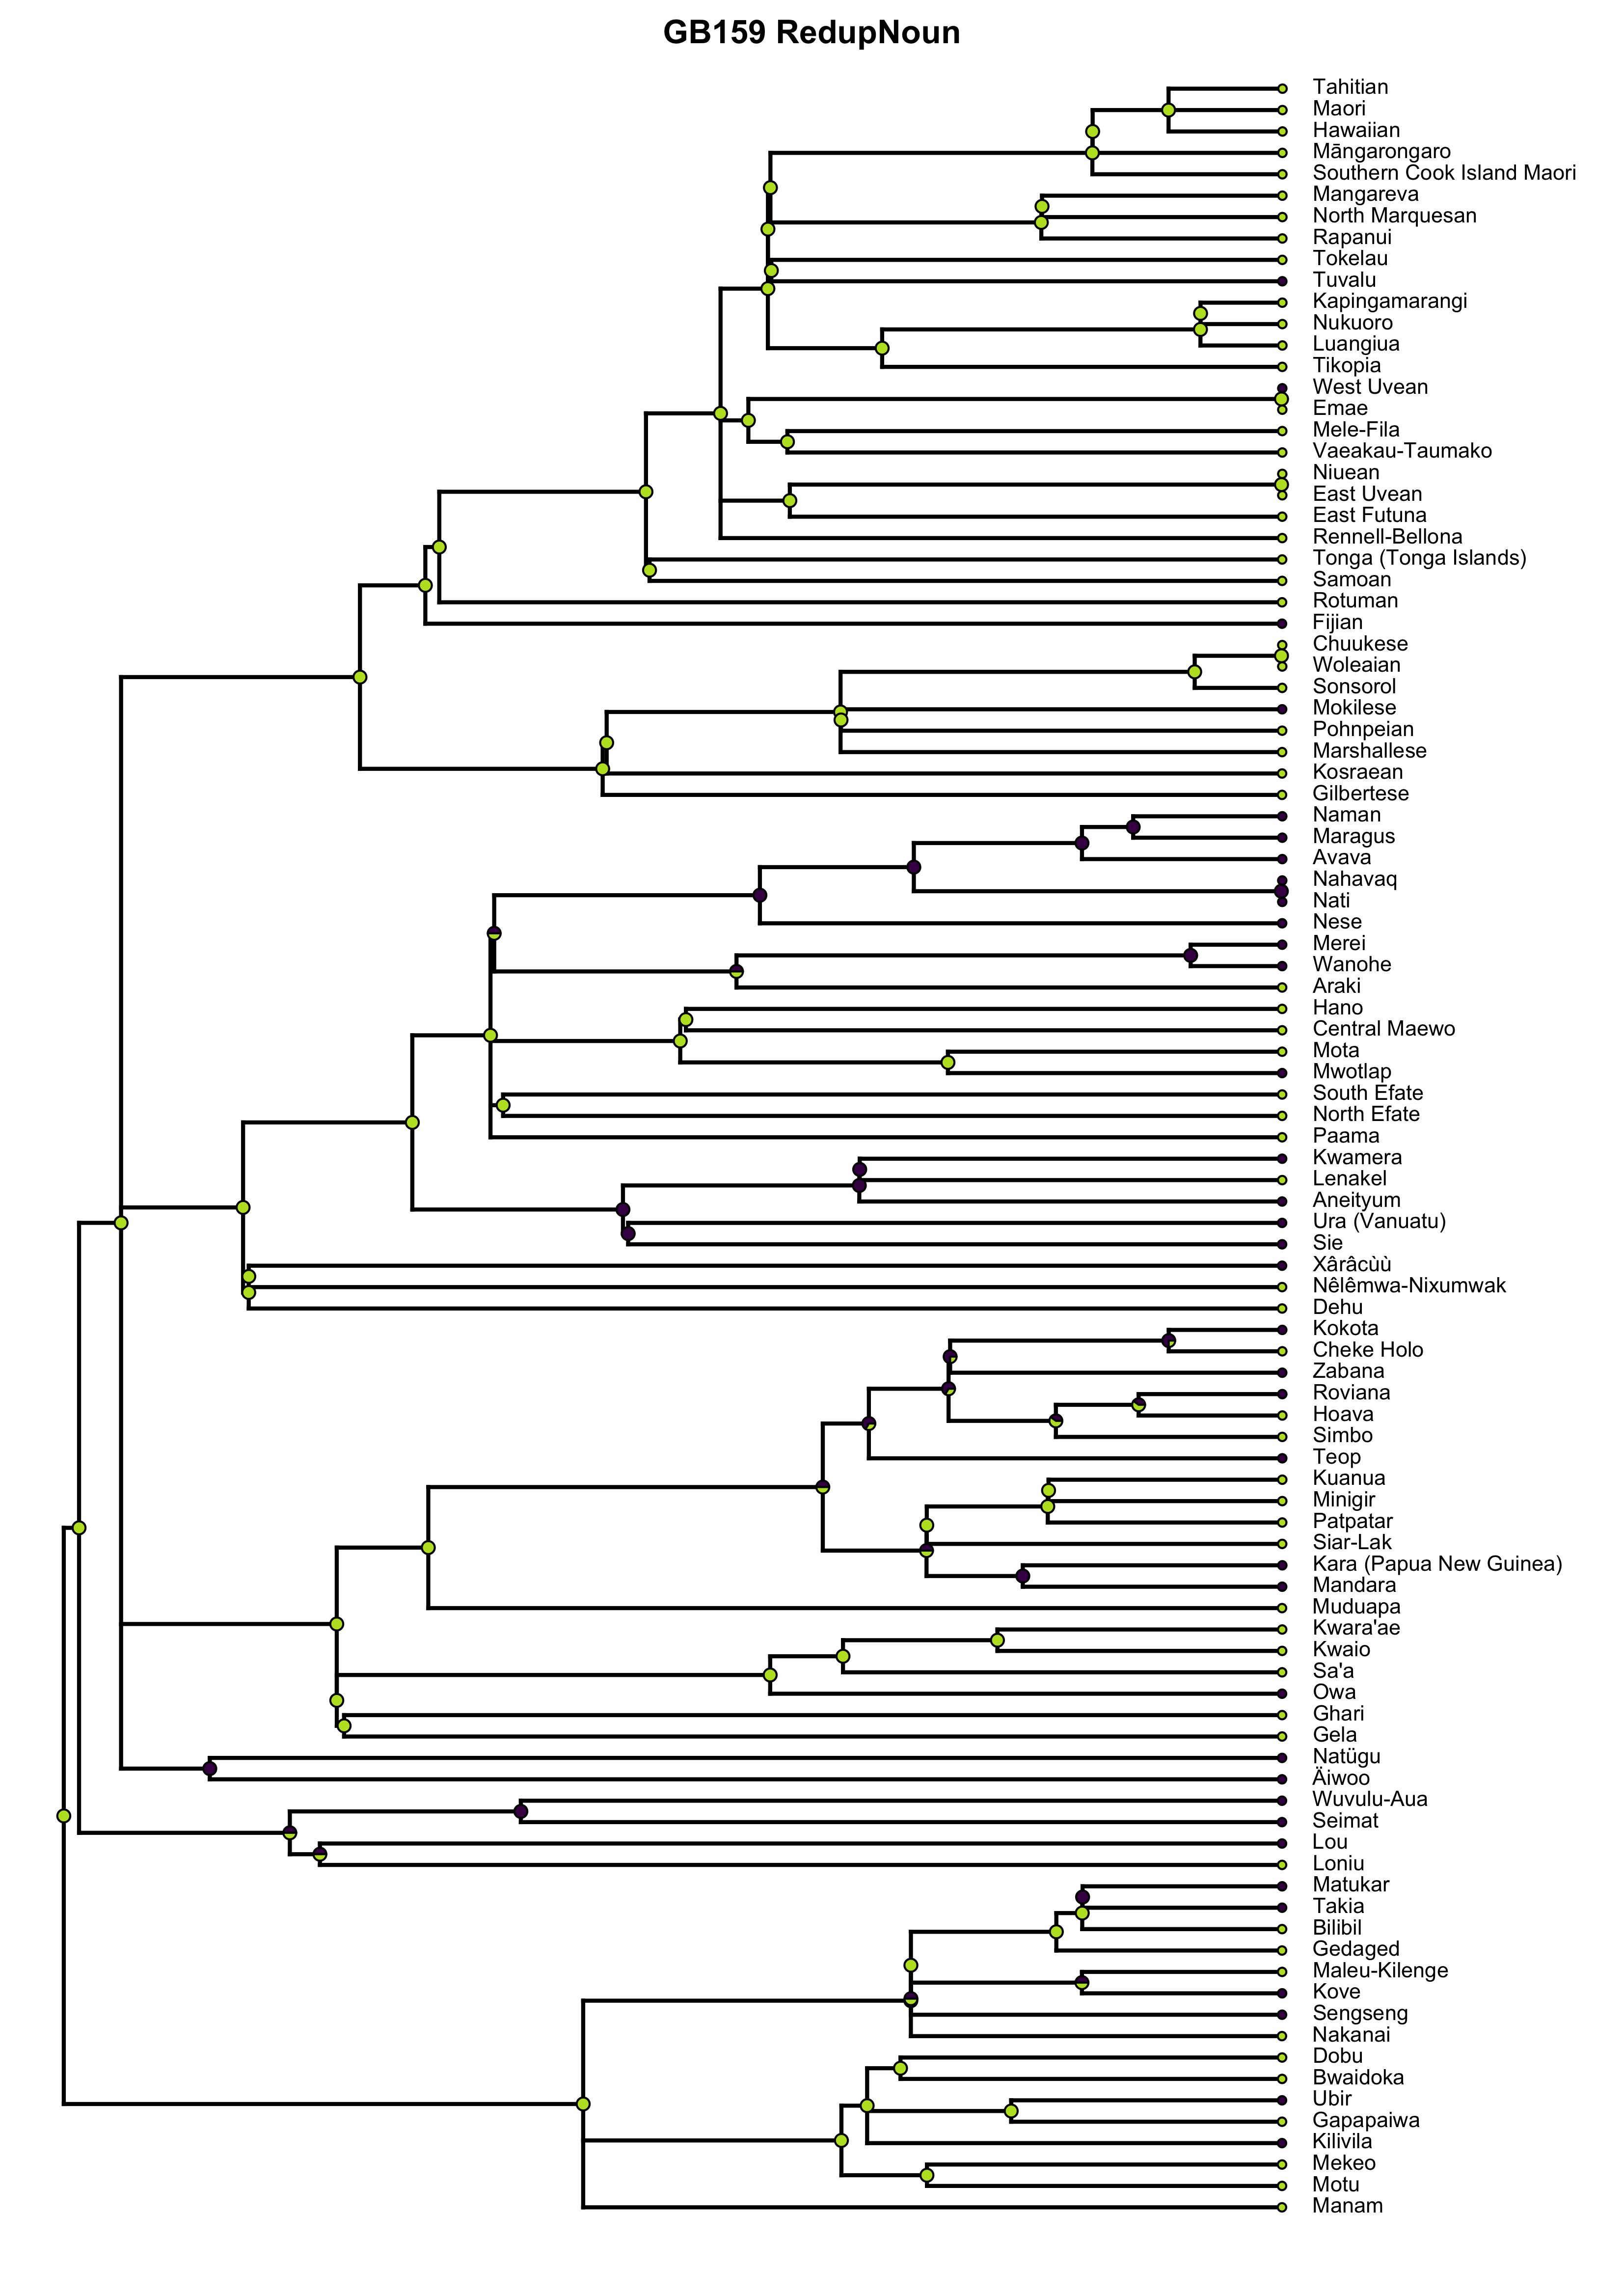 GB159 RedupNoun
Tahitian
Maori
Hawaiian
Māngarongaro
Southern Cook Island Maori
Mangareva
North Marquesan
Rapanui
Tokelau
Tuvalu
Kapingamarangi
Nukuoro
Luangiua
Tikopia
West Uvean
Emae
Mele-Fila
Vaeakau-Taumako
Niuean
East Uvean
East Futuna
Rennell-Bellona
Tonga (Tonga Islands)
Samoan
Rotuman
Fijian
Chuukese
Woleaian
Sonsorol
Mokilese
Pohnpeian
Marshallese
Kosraean
Gilbertese
Naman
Maragus
Avava
Nahavaq
Nati
Nese
Merei
Wanohe
Araki
Hano
Central Maewo
Mota
Mwotlap
South Efate
North Efate
Paama
Kwamera
Lenakel
Aneityum
Ura (Vanuatu)
Sie
Xârâcùù
Nêlêmwa-Nixumwak
Dehu
Kokota
Cheke Holo
Zabana
Roviana
Hoava
Simbo
Teop
Kuanua
Minigir
Patpatar
Siar-Lak
Kara (Papua New Guinea)
Mandara
Muduapa
Kwara'ae
Kwaio
Sa'a
Owa
Ghari
Gela
Natügu
Äiwoo
Wuvulu-Aua
Seimat
Lou
Loniu
Matukar
Takia
Bilibil
Gedaged
Maleu-Kilenge
Kove
Sengseng
Nakanai
Dobu
Bwaidoka
Ubir
Gapapaiwa
Kilivila
Mekeo
Motu
Manam